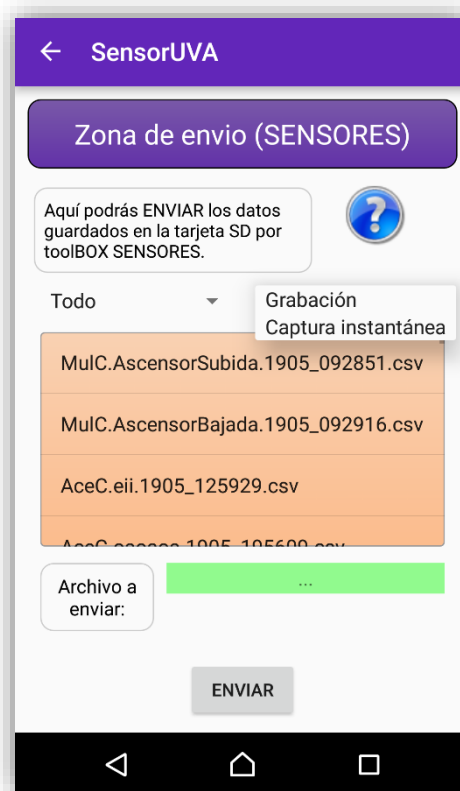 SensorUVA
Zona de envio (SENSORES)
Aquí podrás ENVIAR los datos
guardados en la tarjeta SD por
toolBOX SENSORES.
Todo
Grabación
Captura instantánea
MulC.AscensorSubida.1905_092851.csv
MulC.AscensorBajada.1905_092916.csv
AceC.eii.1905_125929.csv
Archivo a
enviar:
...
ENVIAR